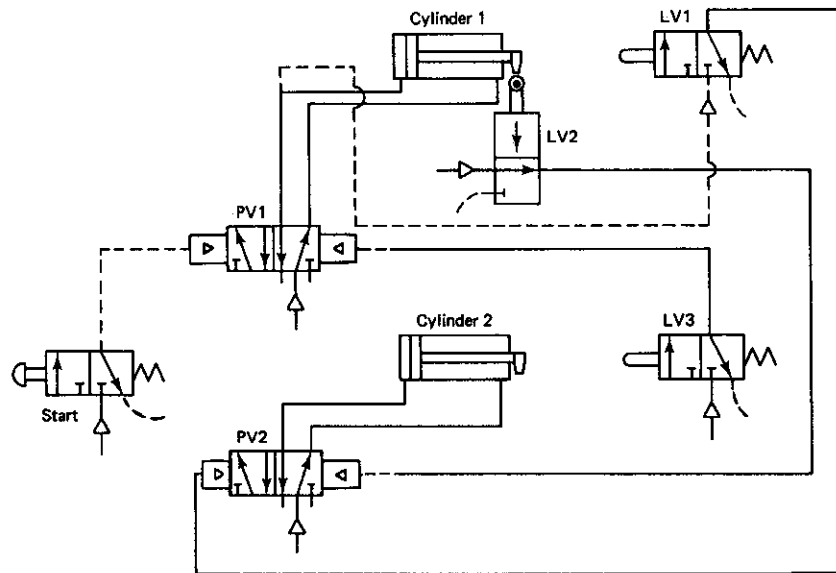 Cylinder 1
LV1
LV2
PV1
Cylinder 2
LV3
Start
PV2